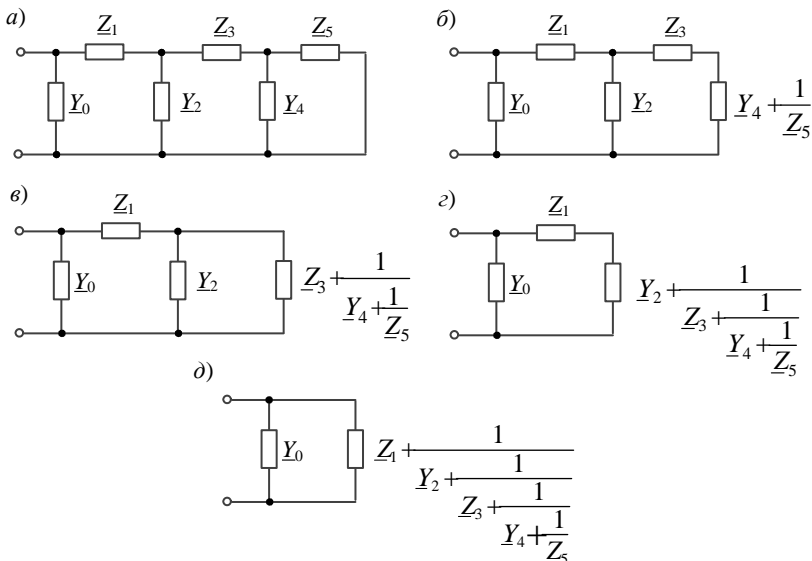 а) Z1 Z3 Z5
Y0 Y2 Y4
б) Z1 Z3
Y0 Y2 Y4 + 1/Z5
в) Z1
Y0 Y2 Z3 + 1/(Y4 + 1/Z5)
г) Z1
Y0 Y2 + 1/(Z3 + 1/(Y4 + 1/Z5))
д)
Y0 Z1 + 1/(Y2 + 1/(Z3 + 1/(Y4 + 1/Z5)))